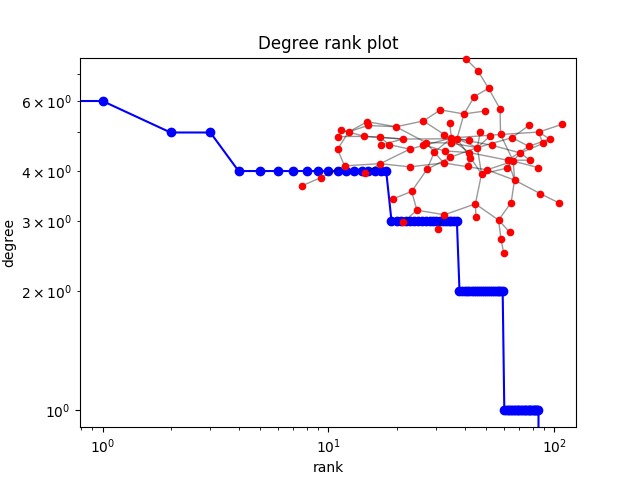 Degree rank plot
degree
6 × 10⁰
4 × 10⁰
3 × 10⁰
2 × 10⁰
10⁰
10⁰ 10¹ 10²
rank